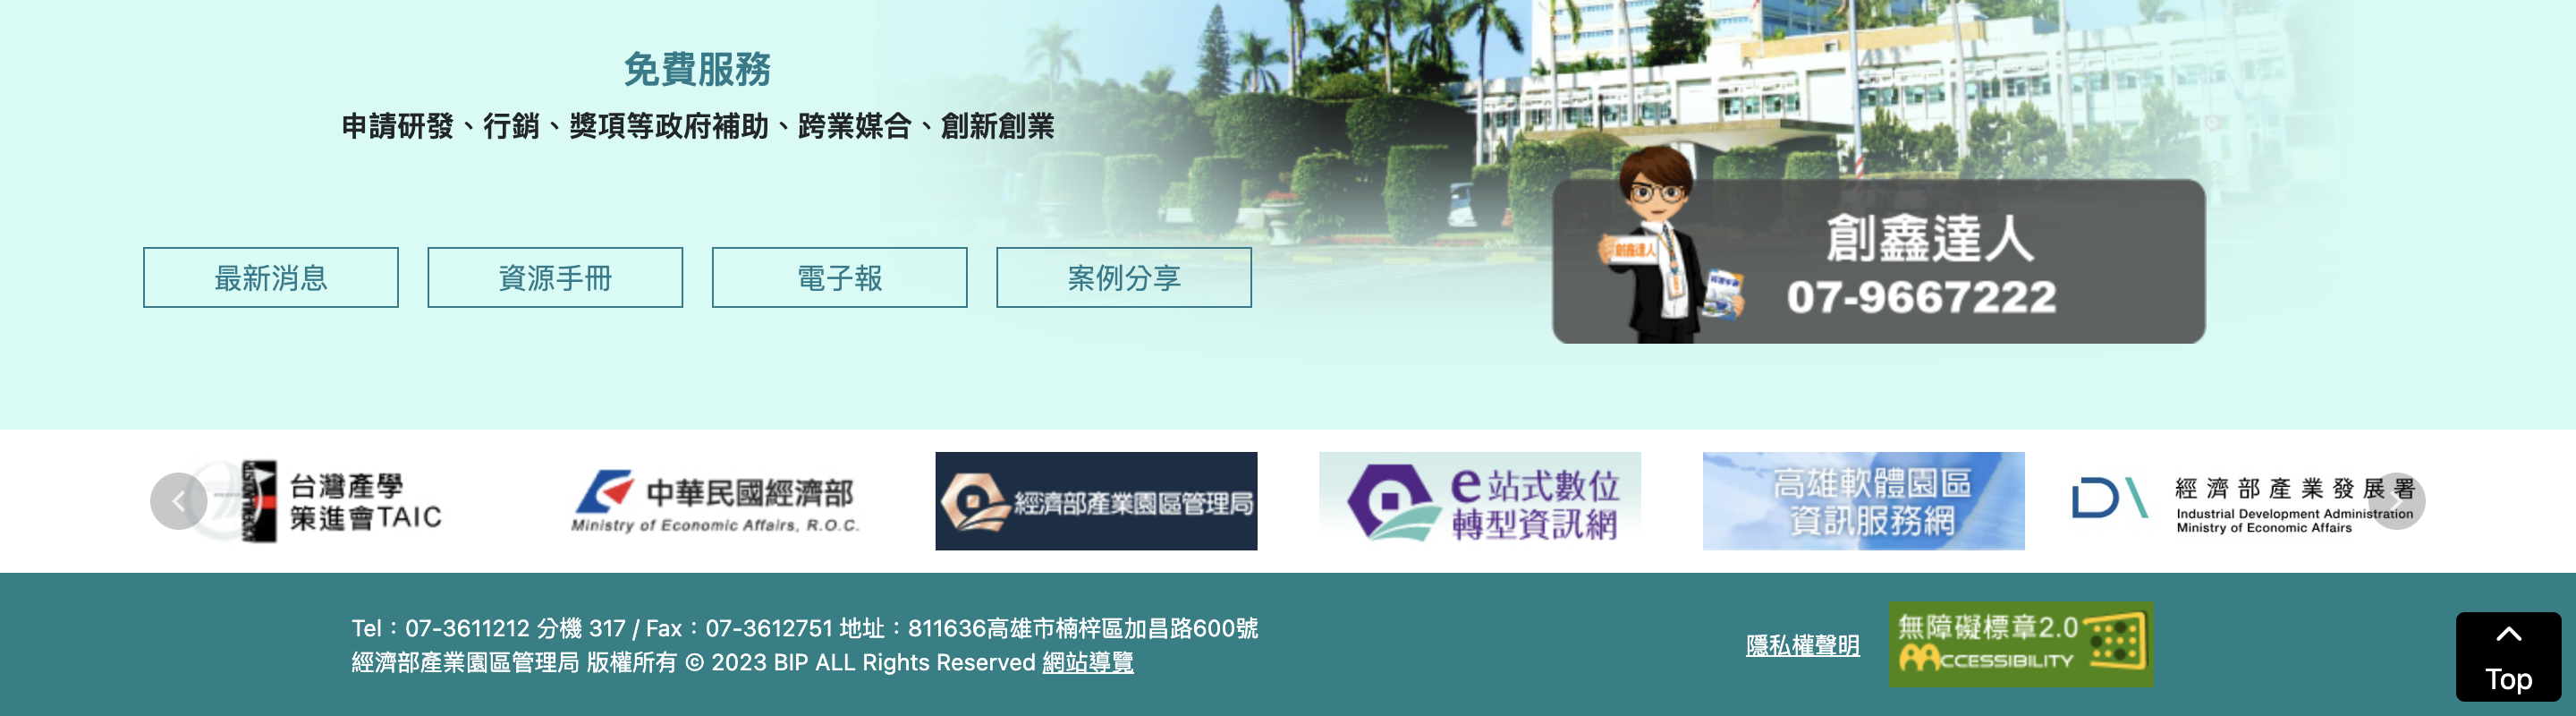 免費服務
申請研發、行銷、獎項等政府補助、跨業媒合、創新創業
最新消息
資源手冊
電子報
案例分享
創鑫達人
創鑫達人
07-9667222
台灣產學
策進會TAIC
中華民國經濟部
Ministry of Economic Affairs, R.O.C.
經濟部產業園區管理局
e站式數位
轉型資訊網
高雄軟體園區
資訊服務網
經濟部產業發展署
Industrial Development Administration
Ministry of Economic Affairs
Tel：07-3611212 分機 317 / Fax：07-3612751 地址：811636高雄市楠梓區加昌路600號
經濟部產業園區管理局 版權所有 © 2023 BIP ALL Rights Reserved 網站導覽
隱私權聲明
無障礙標章2.0
ACCESSIBILITY
Top